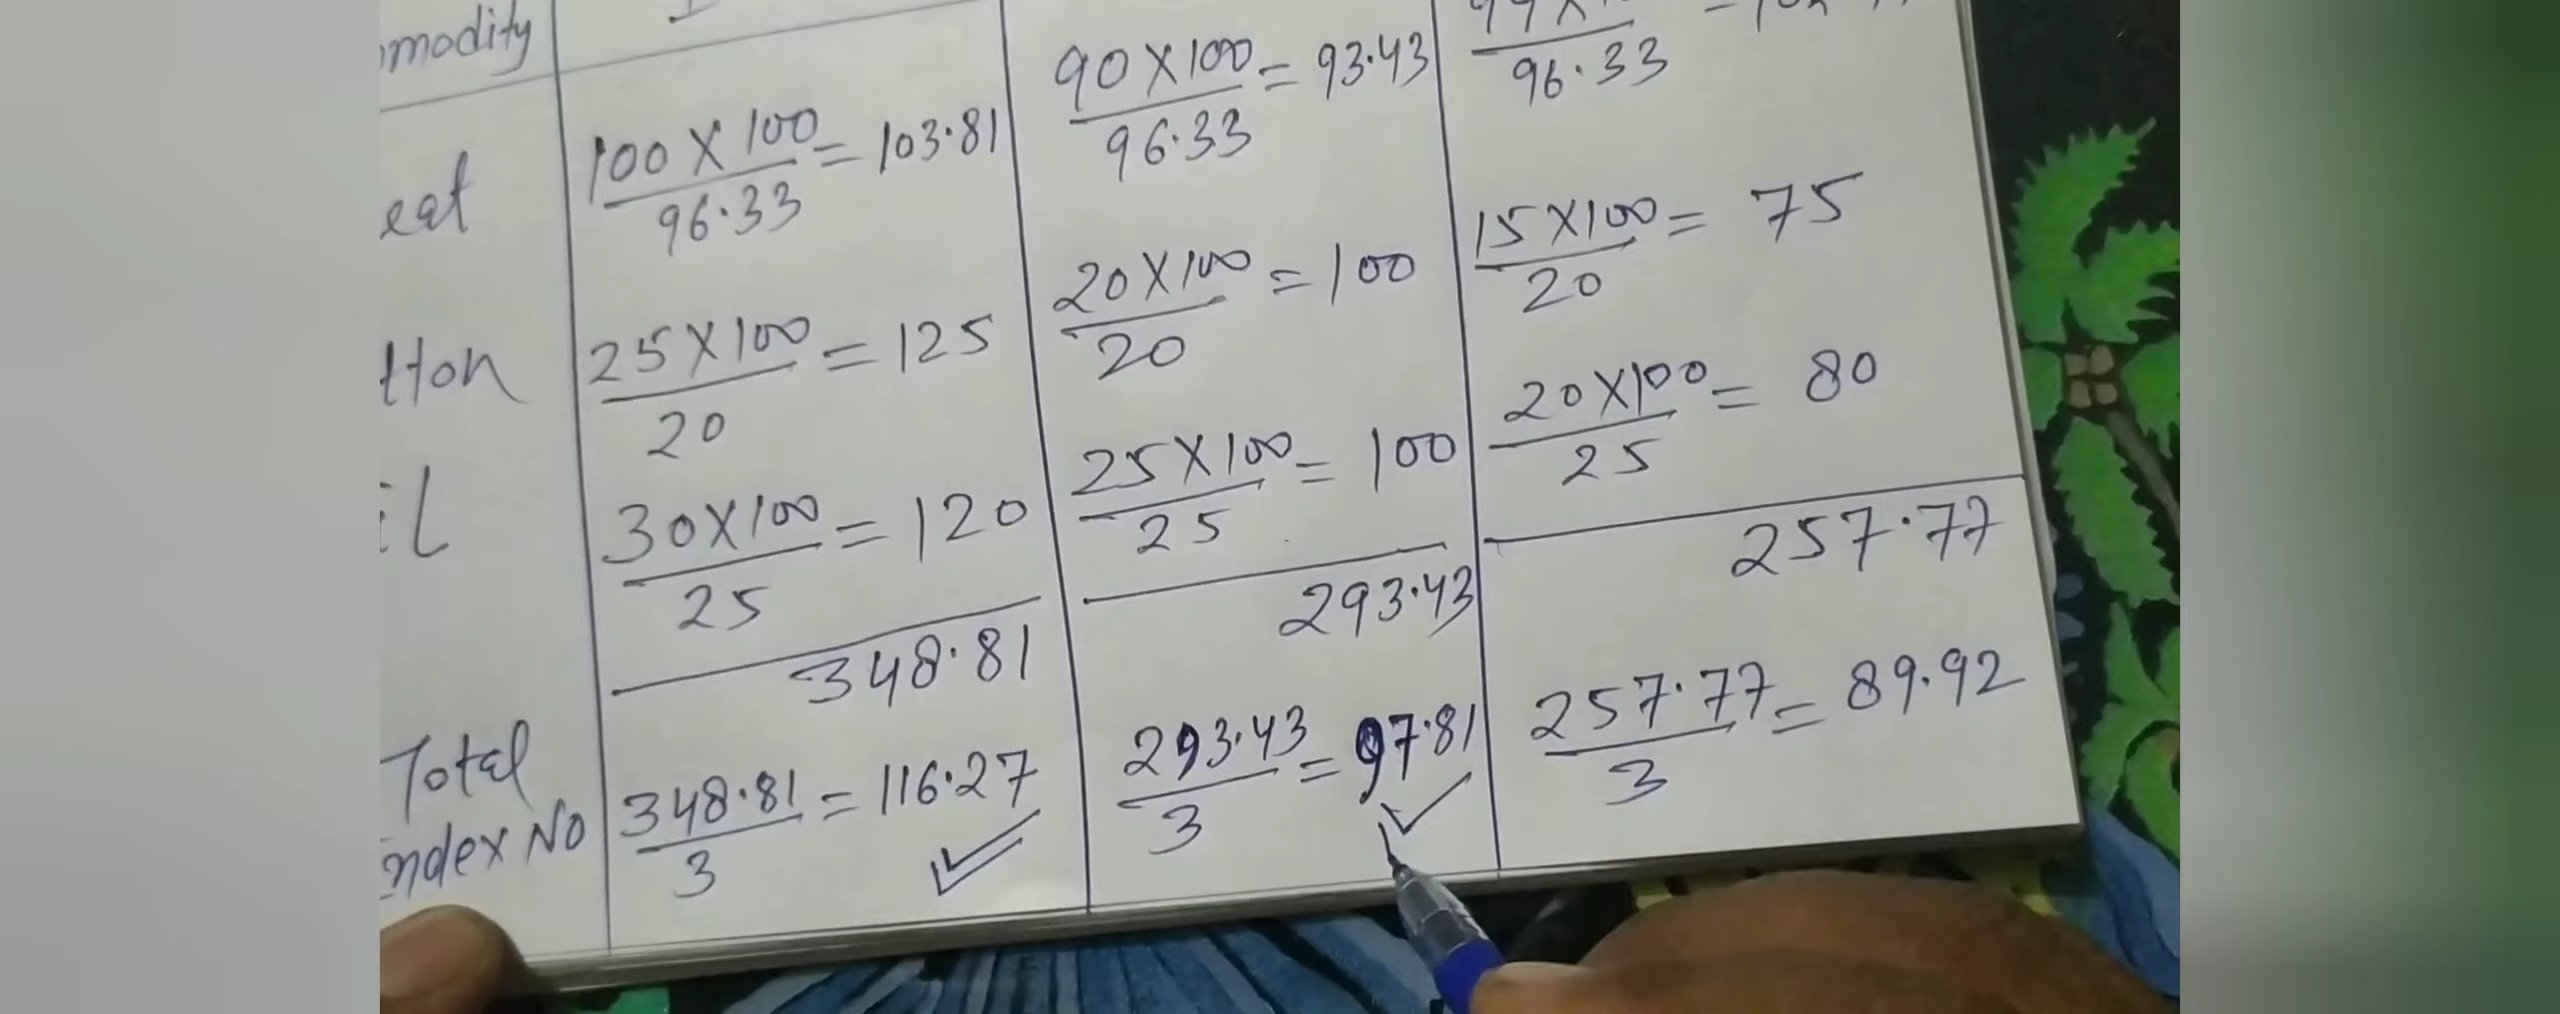 modity
90 X 100 = 93.43
96.33
96.33
eat
100 X 100 = 103.81
96.33
20 X 100 = 100
20
15 X 100 = 75
20
tton
25 X 100 = 125
20
25 X 100 = 100
25
20 X 100 = 80
25
il
30 X 100 = 120
25
348.81
293.43
257.77
Total
index No
348.81 = 116.27
3
293.43 = 97.81
3
257.77 = 89.92
3